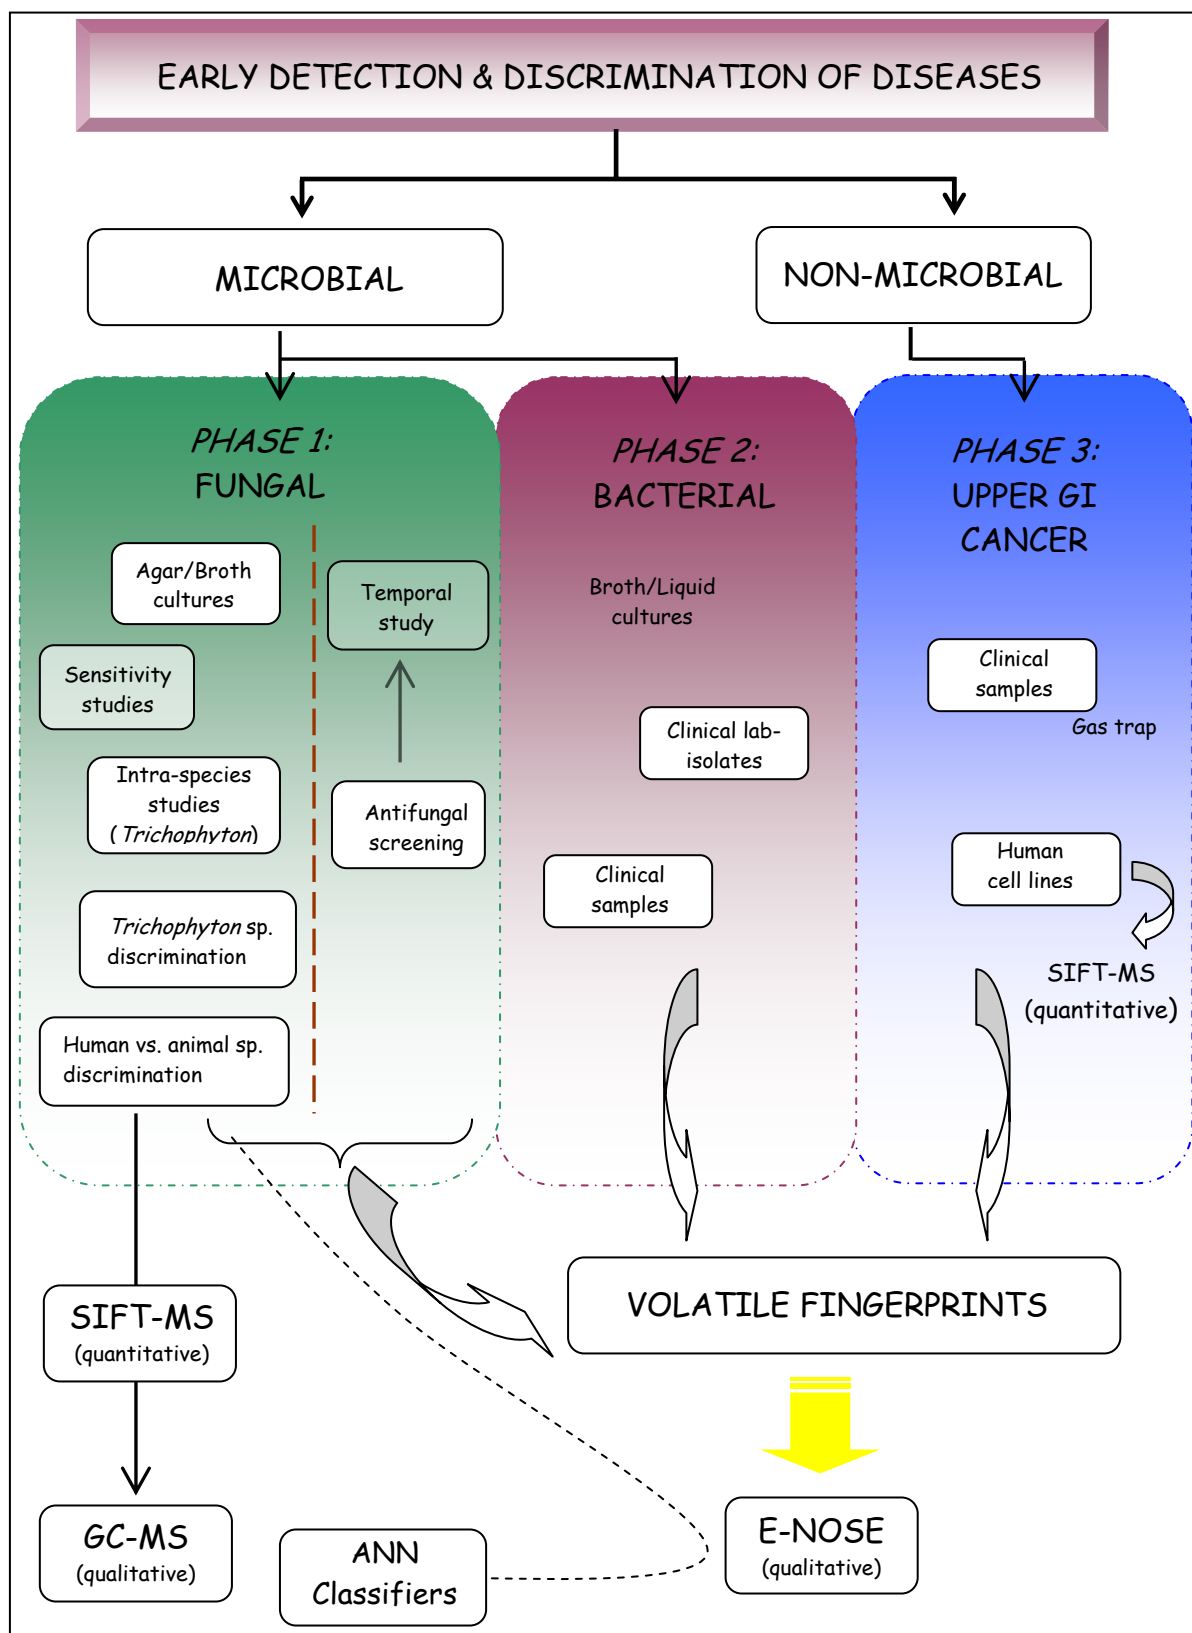 EARLY DETECTION & DISCRIMINATION OF DISEASES
MICROBIAL
NON-MICROBIAL
PHASE 1:
FUNGAL
Agar/Broth
cultures
Sensitivity
studies
Intra-species
studies
(Trichophyton)
Trichophyton sp.
discrimination
Human vs. animal sp.
discrimination
Temporal
study
Antifungal
screening
PHASE 2:
BACTERIAL
Broth/Liquid
cultures
Clinical lab-
isolates
Clinical
samples
PHASE 3:
UPPER GI
CANCER
Clinical
samples
Gas trap
Human
cell lines
SIFT-MS
(quantitative)
VOLATILE FINGERPRINTS
SIFT-MS
(quantitative)
GC-MS
(qualitative)
ANN
Classifiers
E-NOSE
(qualitative)